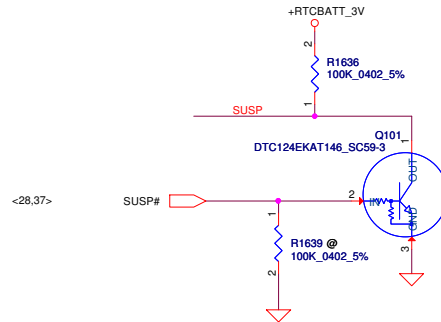 +RTCBATT_3V
2
R1636
100K_0402_5%
1
SUSP
Q101
DTC124EKAT146_SC59-3
1
OUT
<28,37>
SUSP#
2
IN
GND
1
R1639 @
100K_0402_5%
2
3